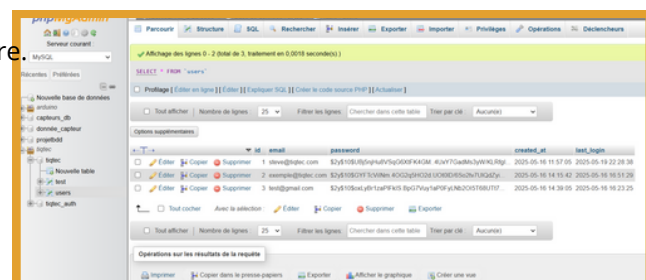 phpMyAdmin
Serveur courant :
MySQL
re.
Récentes Préférées
Nouvelle base de données
arduino
capteurs_db
donnée_capteur
projetbdd
tiqtec
tiqtec
Nouvelle table
test
users
tiqtec_auth
Parcourir Structure SQL Rechercher Insérer Exporter Importer Privilèges Opérations Déclencheurs
Affichage des lignes 0 - 2 (total de 3, traitement en 0,0018 seconde(s).)
SELECT * FROM `users`
Profilage [ Éditer en ligne ] [ Éditer ] [ Expliquer SQL ] [ Créer le code source PHP ] [ Actualiser ]
Tout afficher Nombre de lignes : 25 Filtrer les lignes: Chercher dans cette table Trier par clé : Aucun(e)
Options supplémentaires
id email password created_at last_login
Éditer Copier Supprimer 1 steve@tiqtec.com 2025-05-16 11:57:05 2025-05-19 22:28:38
Éditer Copier Supprimer 2 exemple@tiqtec.com 2025-05-16 14:15:42 2025-05-16 16:51:29
Éditer Copier Supprimer 3 test@gmail.com 2025-05-16 14:39:05 2025-05-16 16:23:25
Tout cocher Avec la sélection : Éditer Copier Supprimer Exporter
Tout afficher Nombre de lignes : 25 Filtrer les lignes: Chercher dans cette table Trier par clé : Aucun(e)
Opérations sur les résultats de la requête
Imprimer Copier dans le presse-papiers Exporter Afficher le graphique Créer une vue